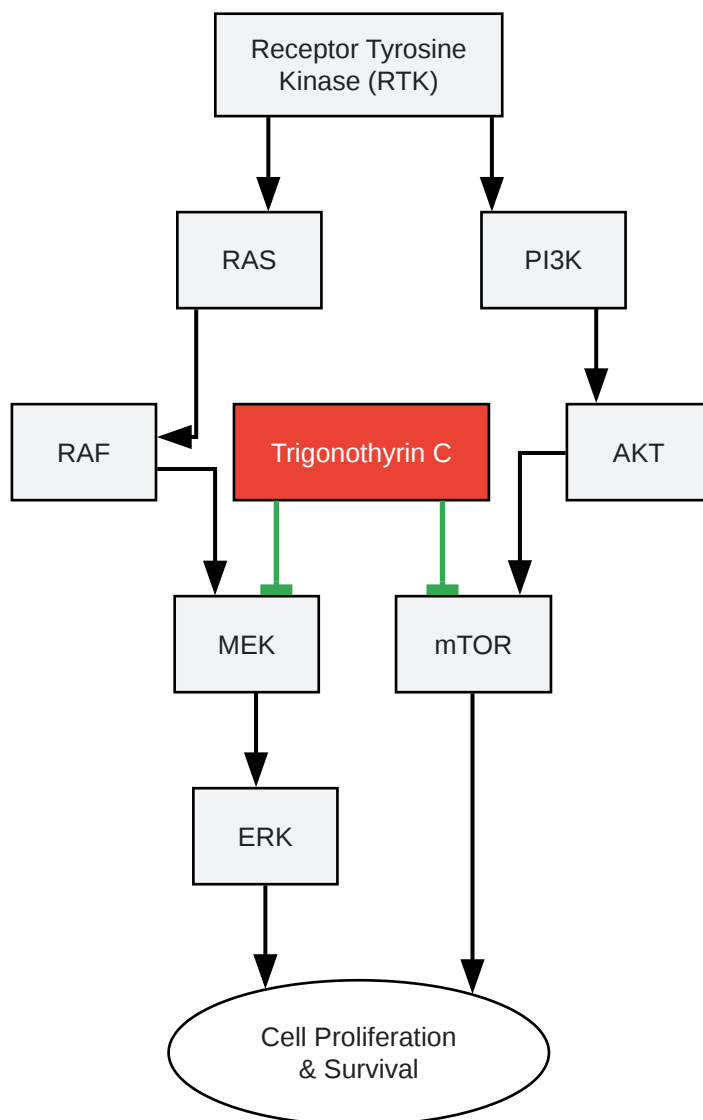 Receptor Tyrosine
Kinase (RTK)
RAS
PI3K
RAF
Trigonothyrin C
AKT
MEK
mTOR
ERK
Cell Proliferation
& Survival